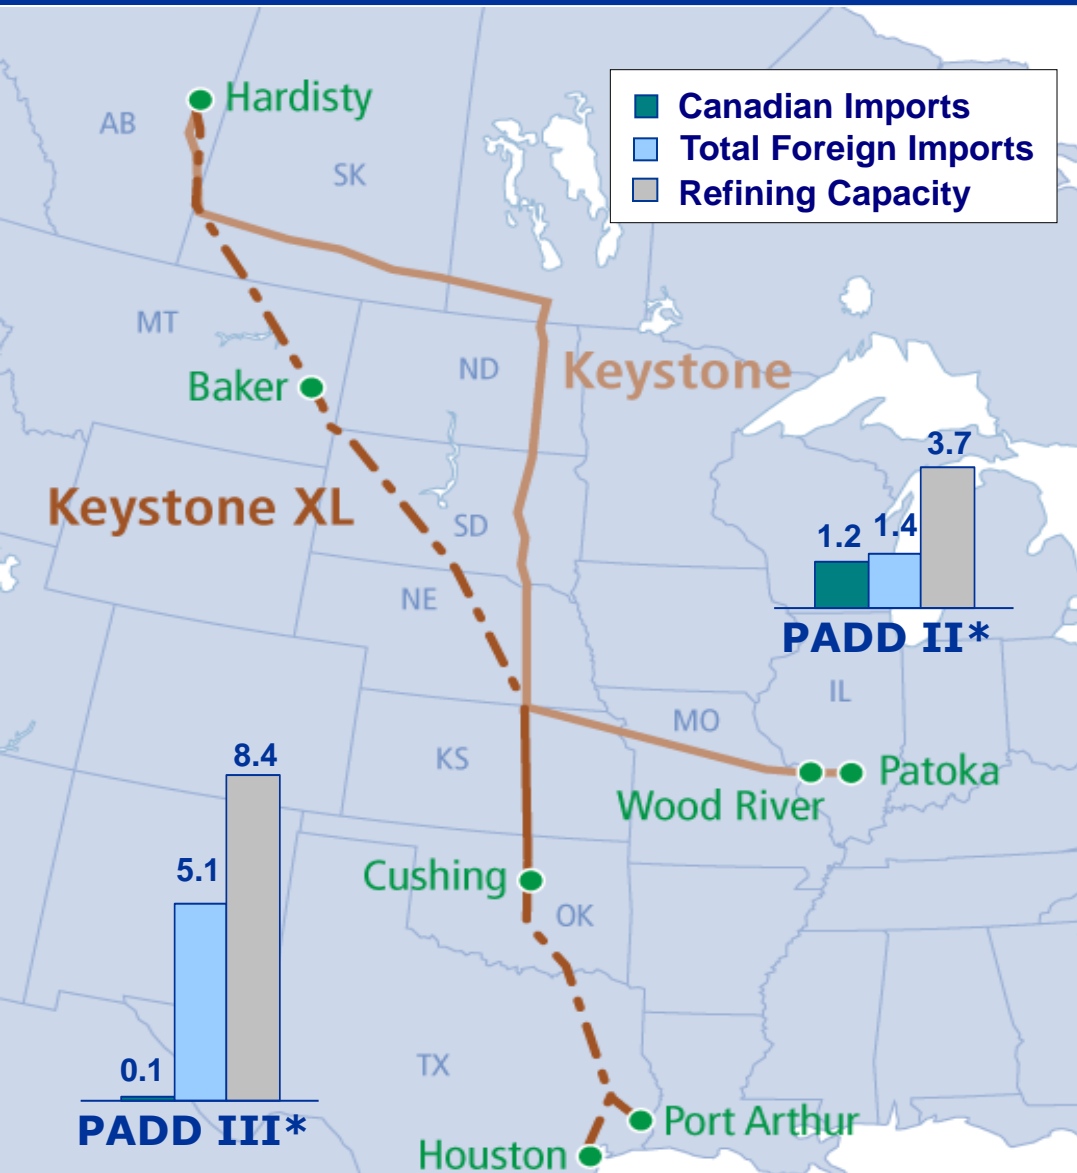 Hardisty
AB
SK
Canadian Imports
Total Foreign Imports
Refining Capacity
MT
ND
Keystone
Baker
Keystone XL
SD
NE
3.7
1.2
1.4
PADD II*
IL
MO
KS
Patoka
Wood River
8.4
5.1
0.1
PADD III*
Cushing
OK
TX
Port Arthur
Houston